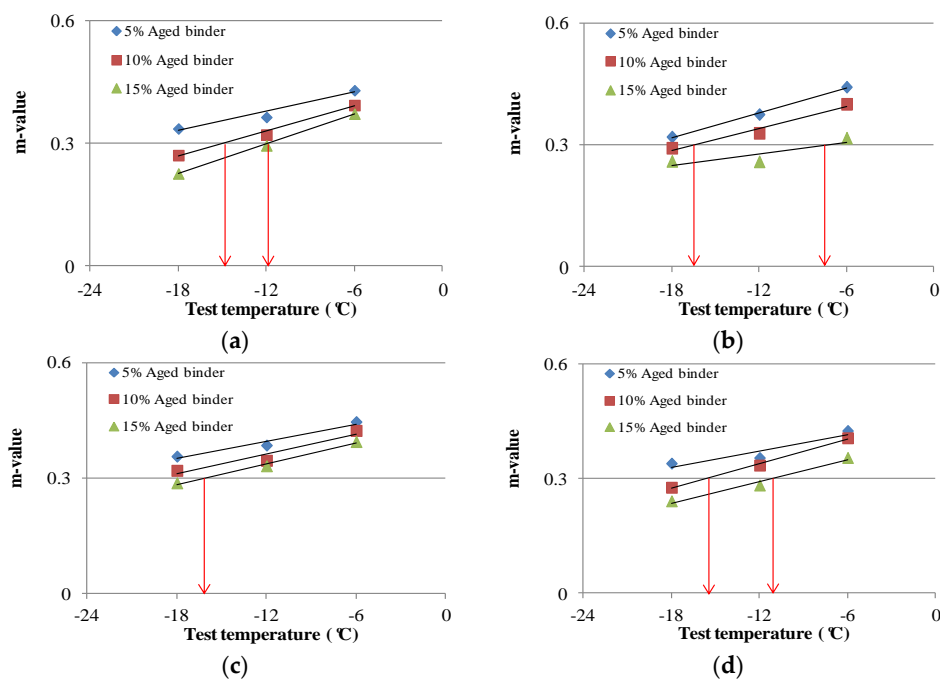 0.6
5% Aged binder
10% Aged binder
15% Aged binder
m-value
0.3
0
-24 -18 -12 -6 0
Test temperature (℃)
(a)
0.6
5% Aged binder
10% Aged binder
15% Aged binder
m-value
0.3
0
-24 -18 -12 -6 0
Test temperature (℃)
(b)
0.6
5% Aged binder
10% Aged binder
15% Aged binder
m-value
0.3
0
-24 -18 -12 -6 0
Test temperature (℃)
(c)
0.6
5% Aged binder
10% Aged binder
15% Aged binder
m-value
0.3
0
-24 -18 -12 -6 0
Test temperature (℃)
(d)